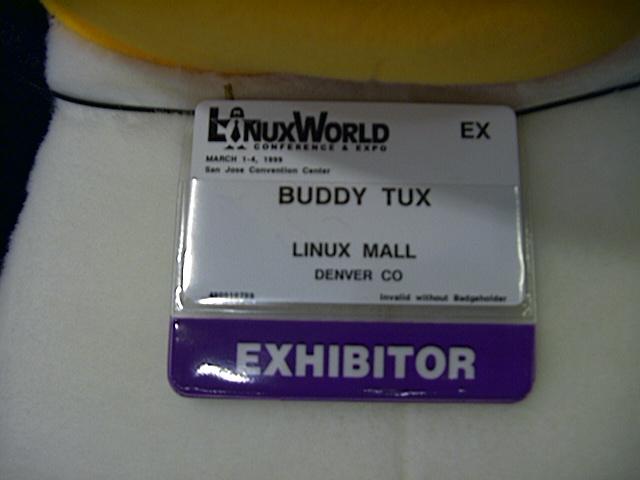 LINUXWORLD
CONFERENCE & EXPO
EX
MARCH 1-4, 1999
San Jose Convention Center
BUDDY TUX
LINUX MALL
DENVER CO
Invalid without Badgeholder
EXHIBITOR